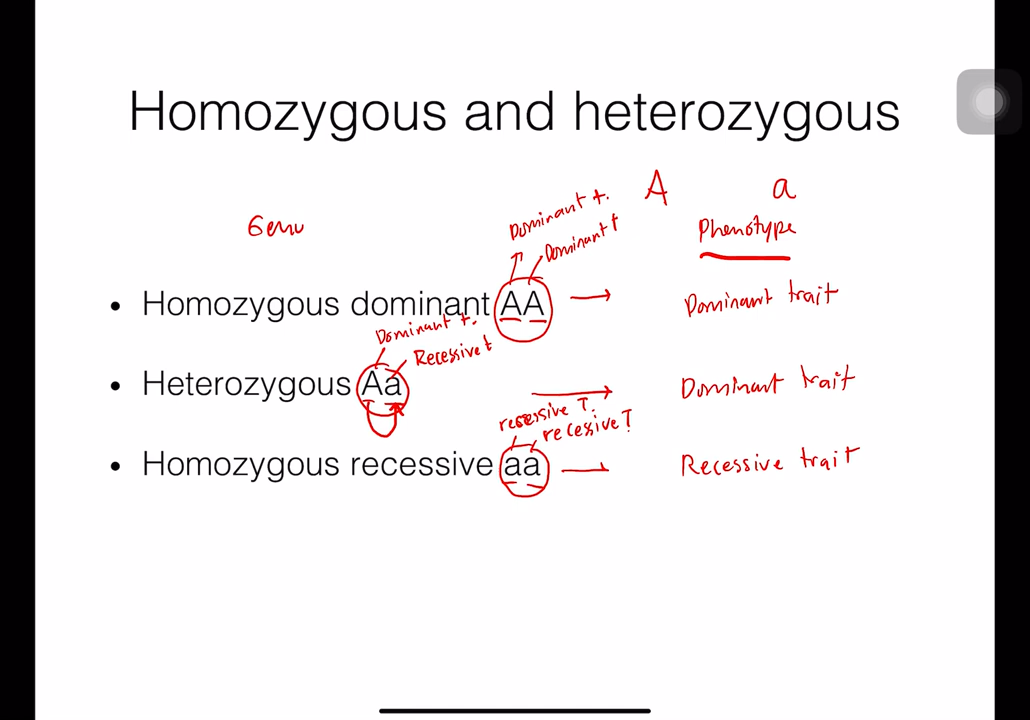 Homozygous and heterozygous
A a
Dominant t.
Dominant t
Phenotype
• Homozygous dominant AA → Dominant trait
Dominant t.
Recessive t
• Heterozygous Aa → Dominant trait
recessive T.
recessive T
• Homozygous recessive aa → Recessive trait